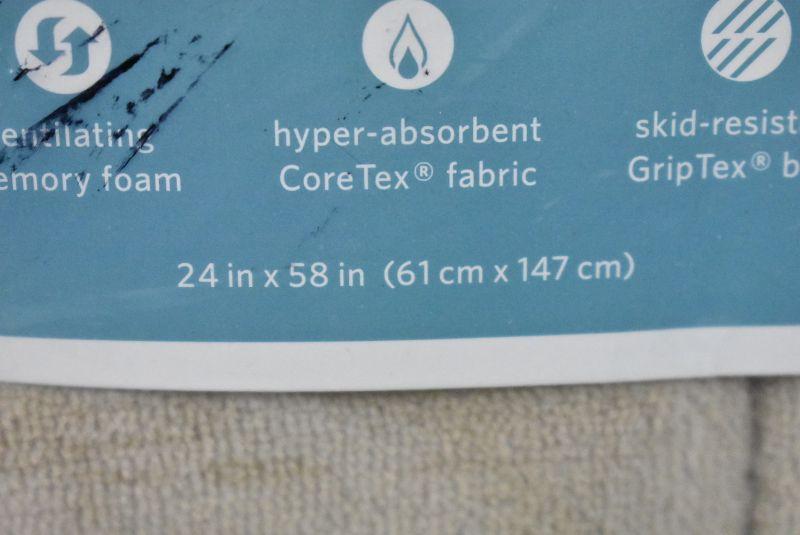 entilating
emory foam
hyper-absorbent
CoreTex® fabric
skid-resist
GripTex® b
24 in x 58 in (61 cm x 147 cm)